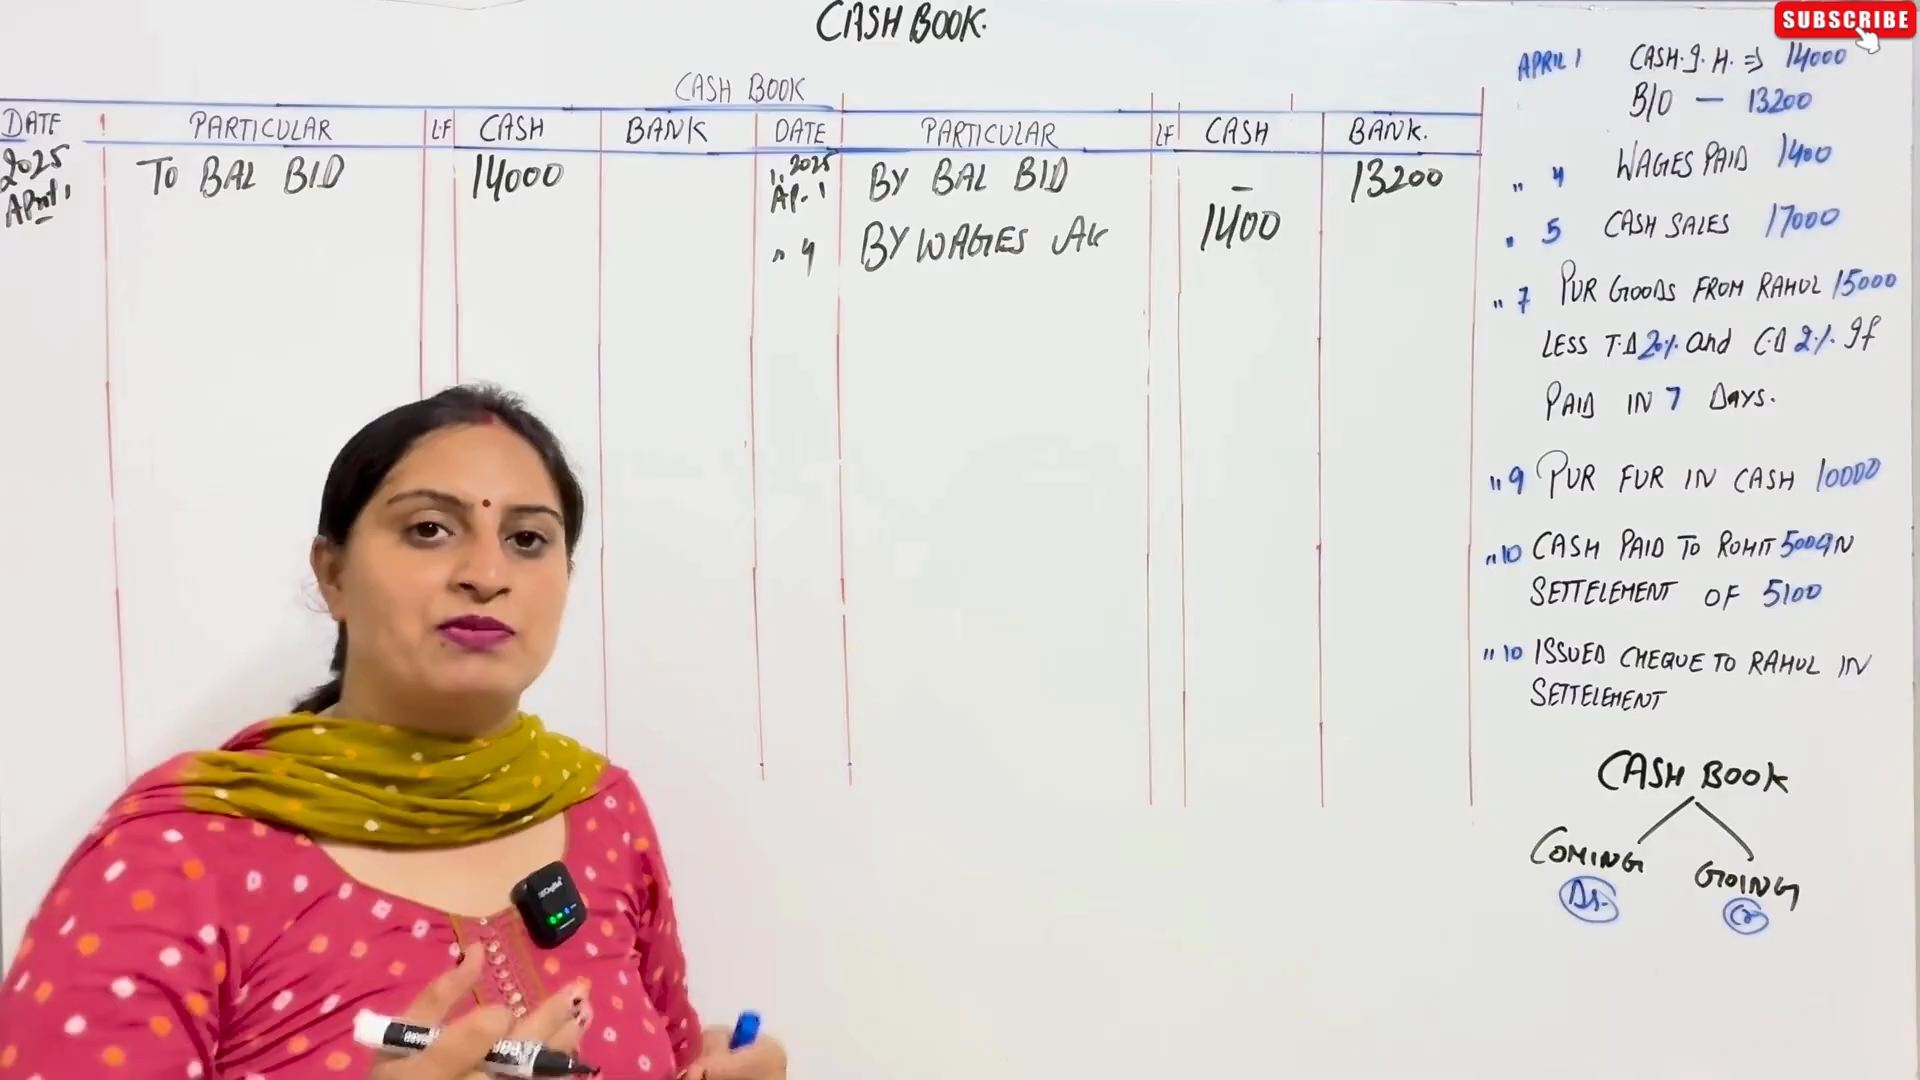 CASH BOOK.
SUBSCRIBE
CASH BOOK
DATE PARTICULAR LF CASH BANK DATE PARTICULAR LF CASH BANK.
2025 April 1 TO BAL B/D 14000
2025 AP. 1 BY BAL B/D - 13200
" 4 BY WAGES A/c 1400
APRIL 1 CASH.I.H. ⇒ 14000
B/O — 13200
" 4 WAGES PAID 1400
" 5 CASH SALES 17000
" 7 PUR GOODS FROM RAHUL 15000
LESS T.D 20%. and C.D 2%. If
PAID IN 7 DAYS.
" 9 PUR FUR IN CASH 10000
" 10 CASH PAID TO ROHIT 5000 IN
SETTELEMENT OF 5100
" 10 ISSUED CHEQUE TO RAHUL IN
SETTELEMENT
CASH BOOK
COMING GOING
Dr. Cr